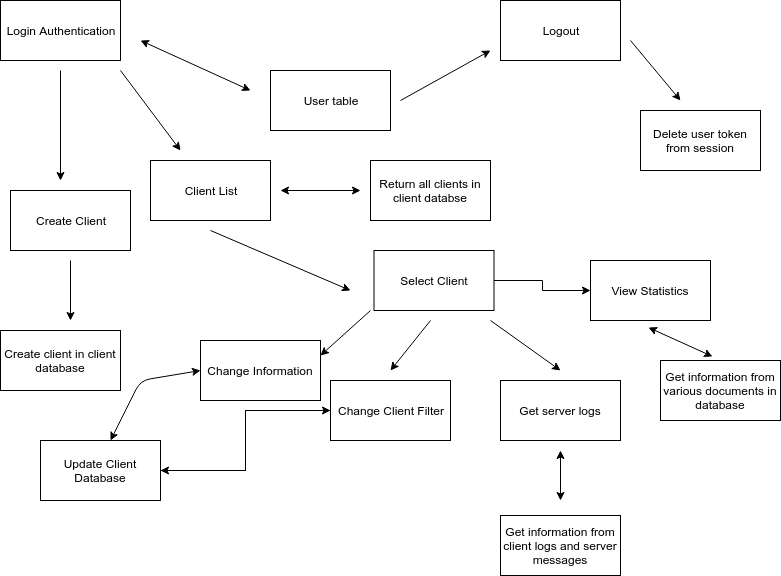 Login Authentication
Logout
User table
Delete user token
from session
Client List
Return all clients in
client databse
Create Client
Select Client
View Statistics
Create client in client
database
Change Information
Get information from
various documents in
database
Change Client Filter
Get server logs
Update Client
Database
Get information from
client logs and server
messages